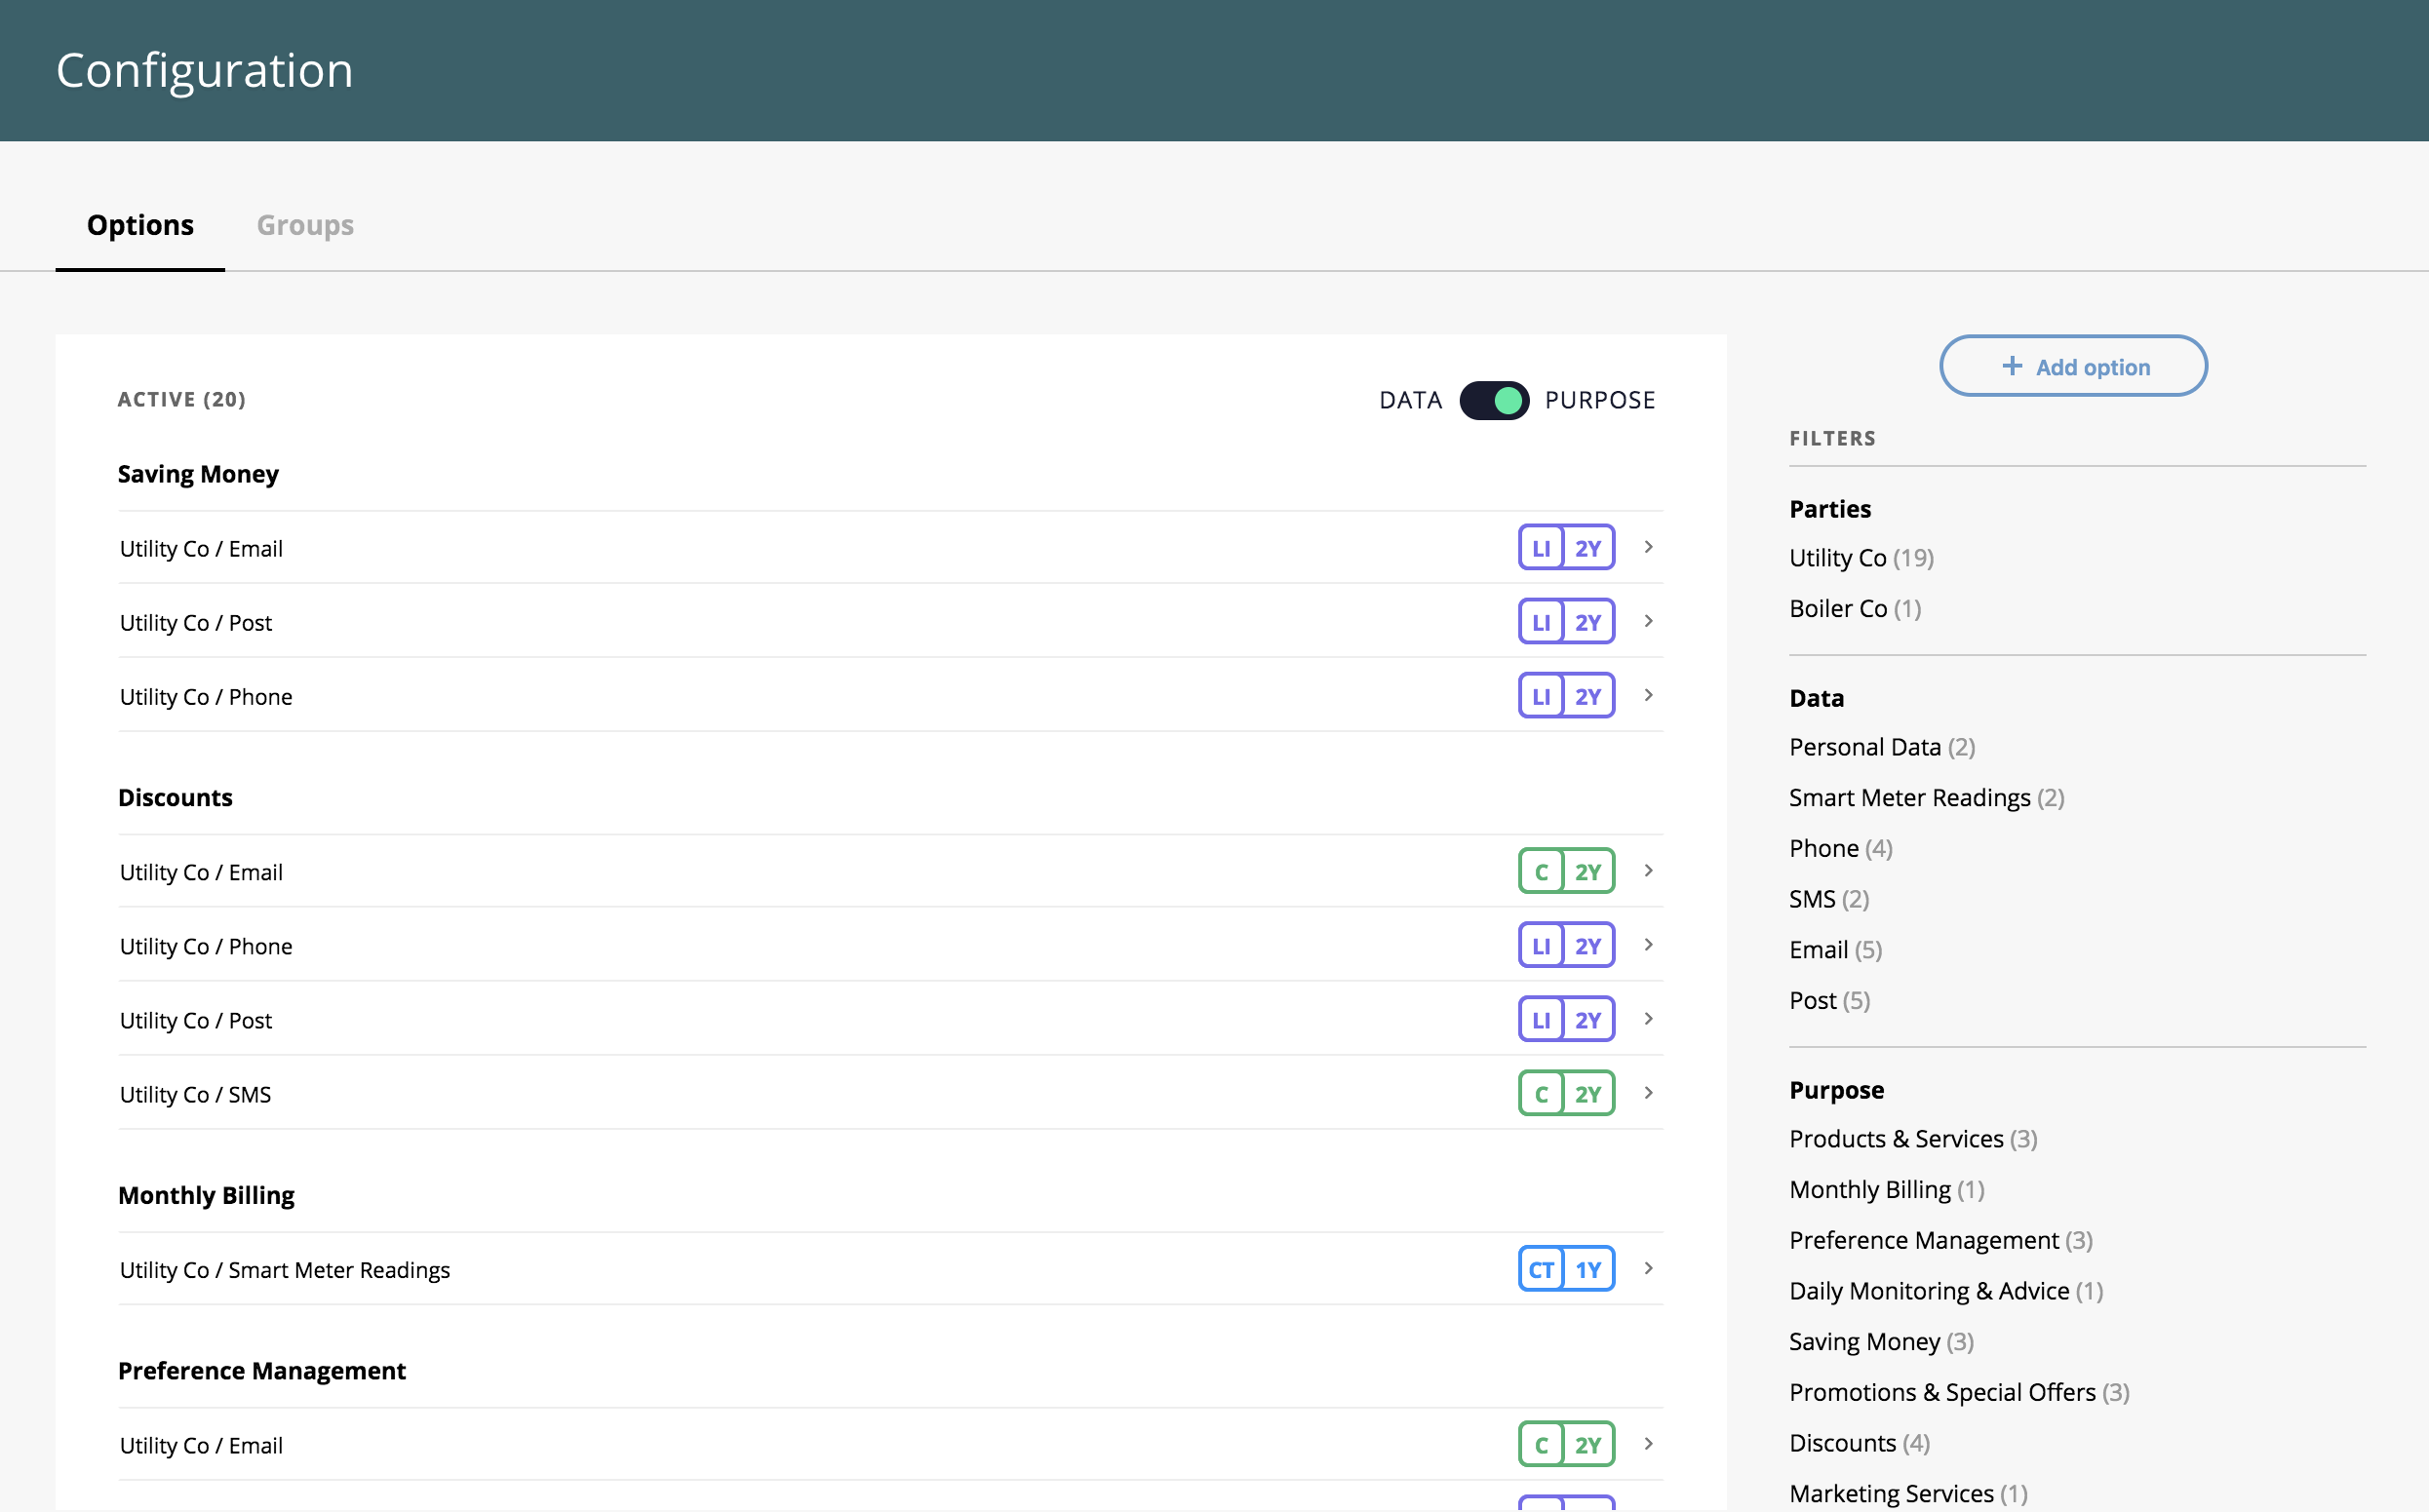 Configuration
Options
Groups
ACTIVE (20)
DATA
PURPOSE
Saving Money
Utility Co / Email
LI 2Y
Utility Co / Post
LI 2Y
Utility Co / Phone
LI 2Y
Discounts
Utility Co / Email
C 2Y
Utility Co / Phone
LI 2Y
Utility Co / Post
LI 2Y
Utility Co / SMS
C 2Y
Monthly Billing
Utility Co / Smart Meter Readings
CT 1Y
Preference Management
Utility Co / Email
C 2Y
+ Add option
FILTERS
Parties
Utility Co (19)
Boiler Co (1)
Data
Personal Data (2)
Smart Meter Readings (2)
Phone (4)
SMS (2)
Email (5)
Post (5)
Purpose
Products & Services (3)
Monthly Billing (1)
Preference Management (3)
Daily Monitoring & Advice (1)
Saving Money (3)
Promotions & Special Offers (3)
Discounts (4)
Marketing Services (1)